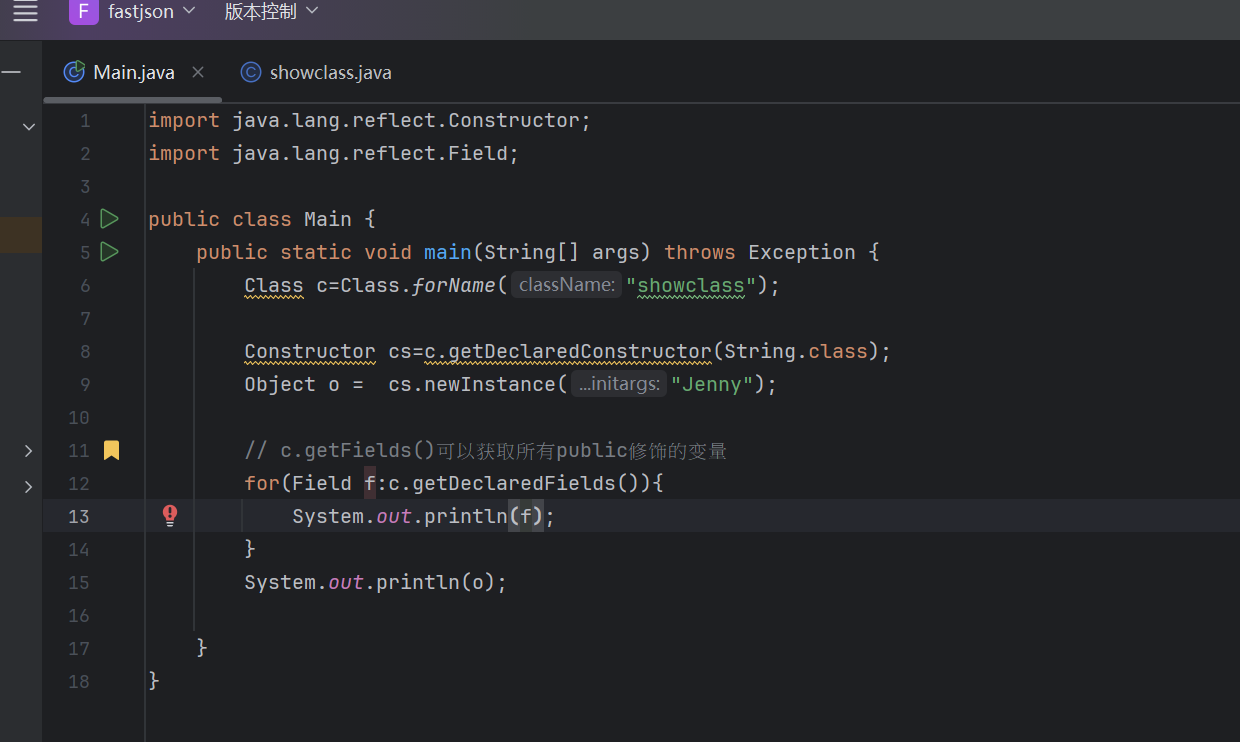 F fastjson 版本控制
Main.java showclass.java
1 import java.lang.reflect.Constructor;
2 import java.lang.reflect.Field;
3
4 public class Main {
5 public static void main(String[] args) throws Exception {
6 Class c=Class.forName( className: "showclass");
7
8 Constructor cs=c.getDeclaredConstructor(String.class);
9 Object o =  cs.newInstance( ...initargs: "Jenny");
10
11 // c.getFields()可以获取所有public修饰的变量
12 for(Field f:c.getDeclaredFields()){
13 System.out.println(f);
14 }
15 System.out.println(o);
16
17 }
18 }